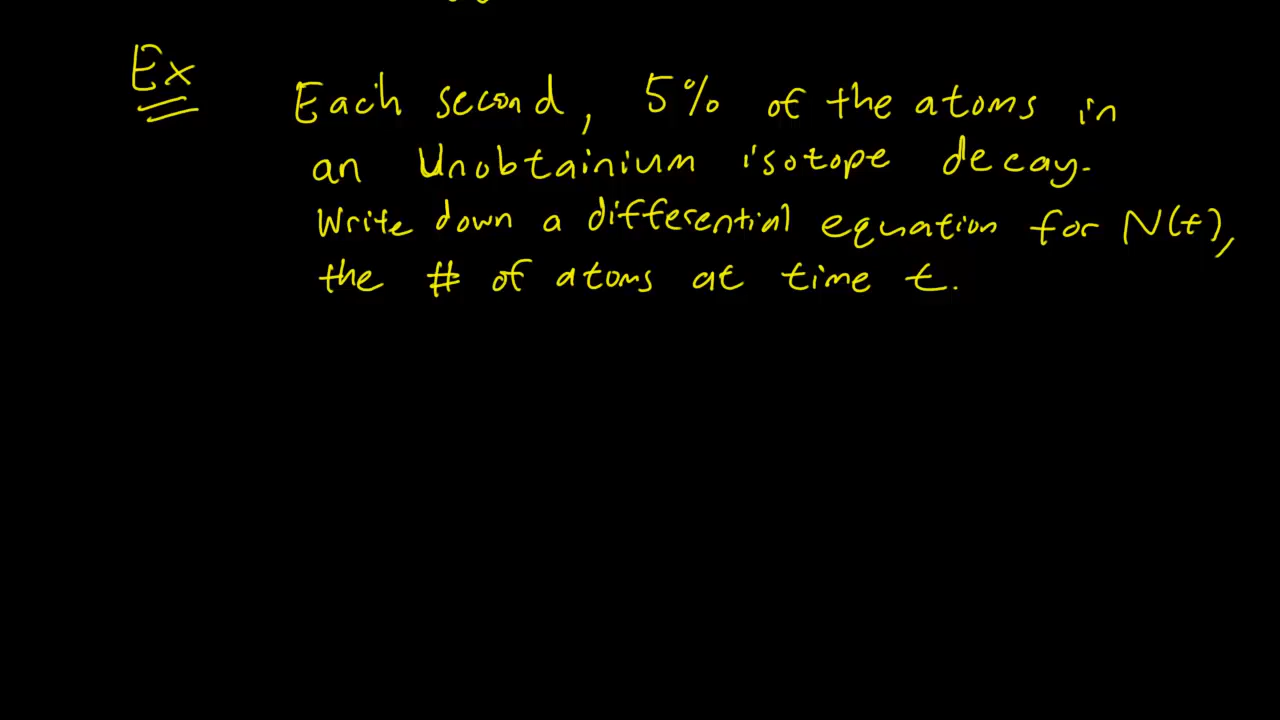 Ex
Each second, 5% of the atoms in
an Unobtainium isotope decay.
Write down a differential equation for N(t),
the # of atoms at time t.